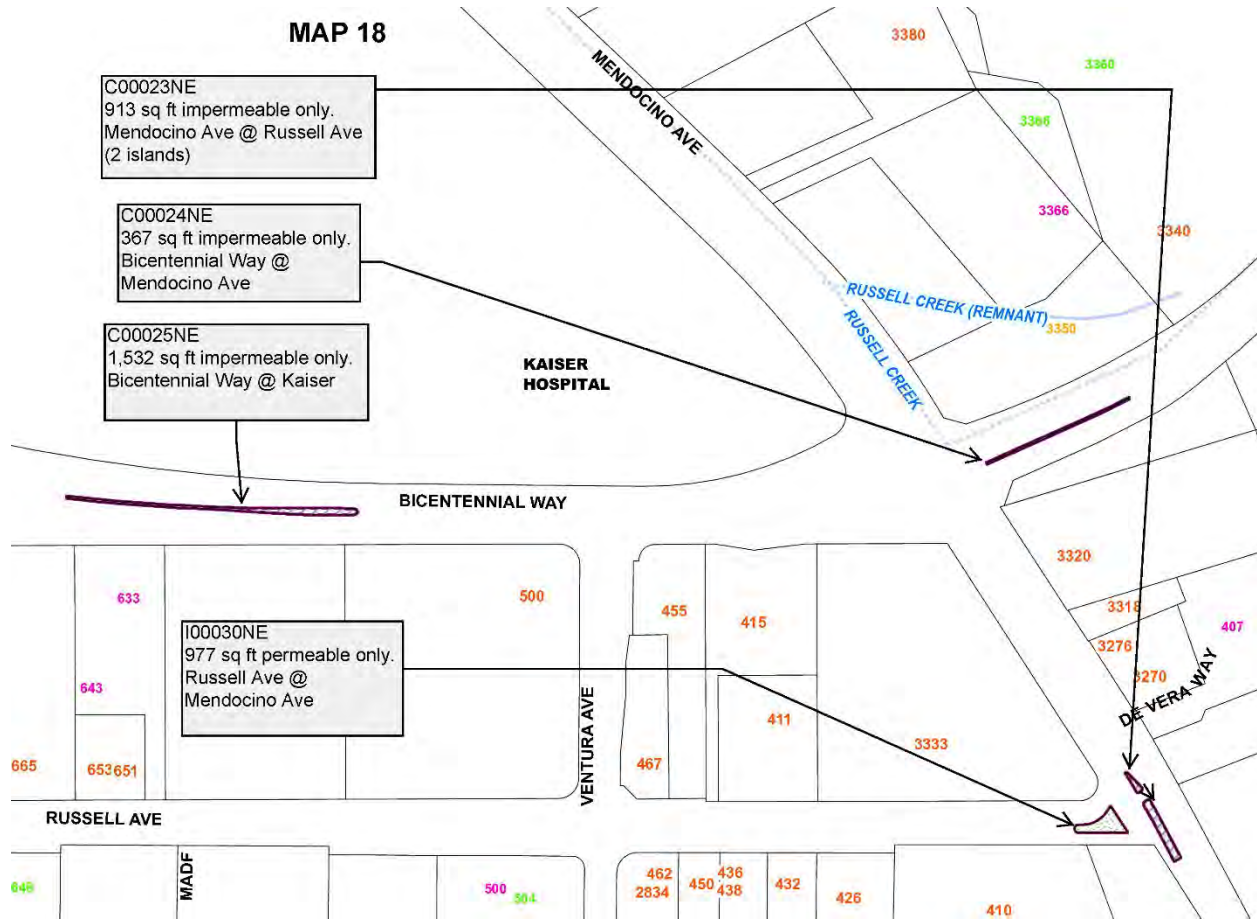 MAP 18
C00023NE
913 sq ft impermeable only.
Mendocino Ave @ Russell Ave
(2 islands)
C00024NE
367 sq ft impermeable only.
Bicentennial Way @
Mendocino Ave
C00025NE
1,532 sq ft impermeable only.
Bicentennial Way @ Kaiser
MENDOCINO AVE
3380
3360
3366
3366
3340
RUSSELL CREEK (REMNANT)
3350
RUSSELL CREEK
KAISER
HOSPITAL
BICENTENNIAL WAY
633
500
455
415
3320
3318
407
3276
3270
DE VERA WAY
I00030NE
977 sq ft permeable only.
Russell Ave @
Mendocino Ave
643
VENTURA AVE
411
3333
665
653
651
467
RUSSELL AVE
MADF
500
504
462
2834
450
436
438
432
426
410